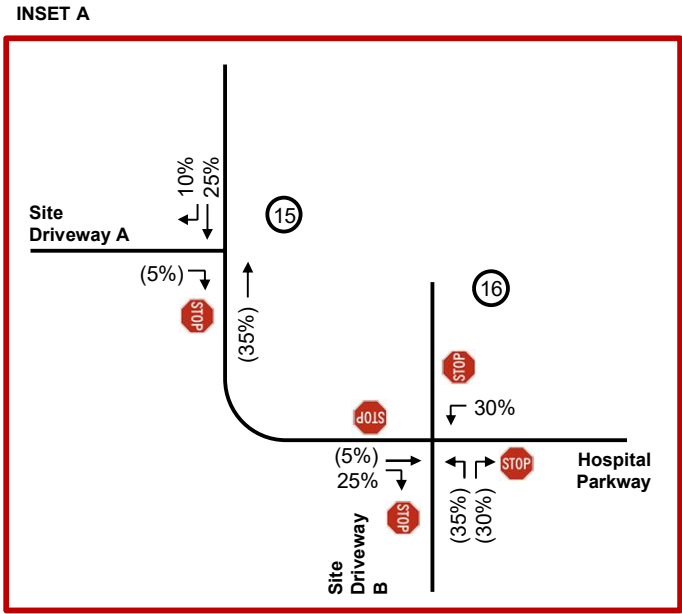 INSET A
10%
25%
Site
Driveway A
15
(5%)
STOP
(35%)
16
STOP
30%
STOP
(5%)
25%
STOP
STOP
Hospital
Parkway
(35%)
(30%)
Site
Driveway
B